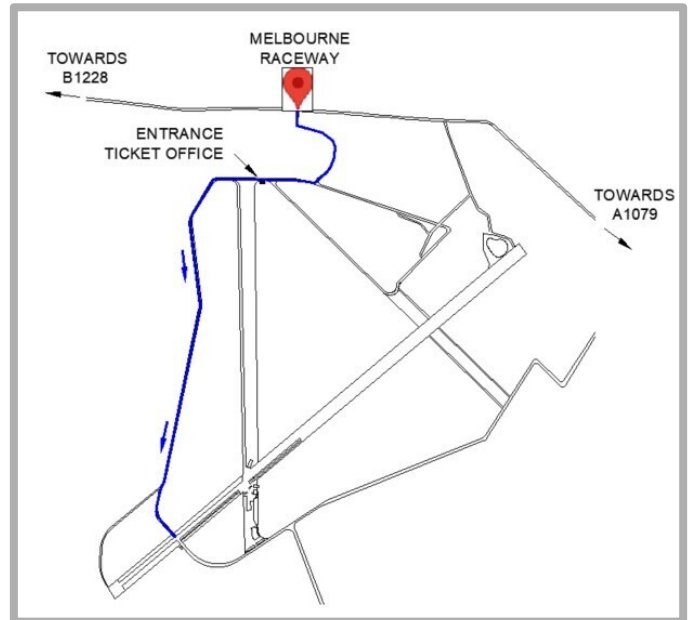 MELBOURNE
RACEWAY
TOWARDS
B1228
ENTRANCE
TICKET OFFICE
TOWARDS
A1079